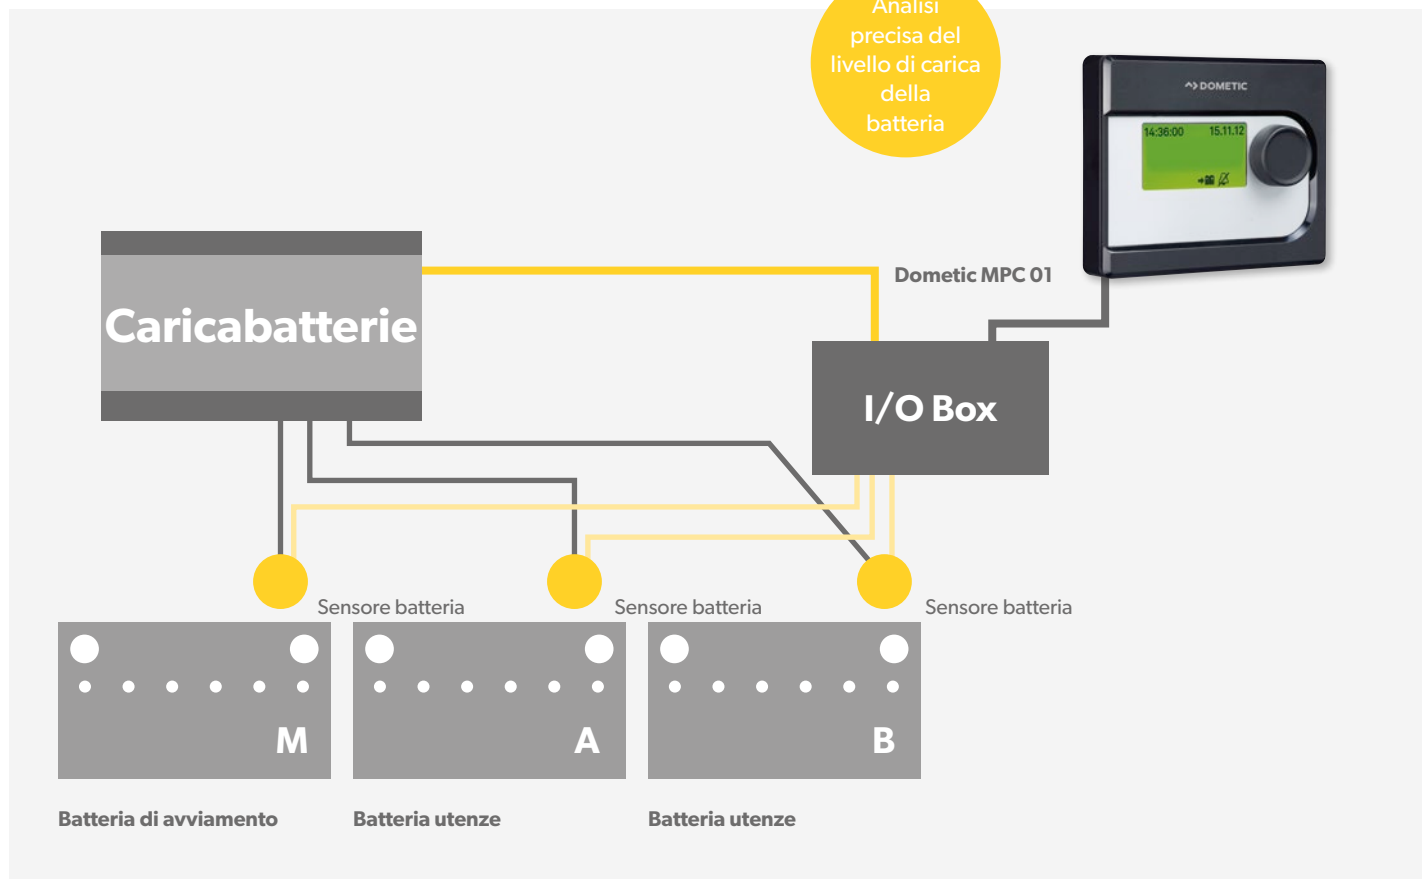 Analisi
precisa del
livello di carica
della
batteria
DOMETIC
14:36:00 15.11.12
Dometic MPC 01
Caricabatterie
I/O Box
Sensore batteria
Sensore batteria
Sensore batteria
M
A
B
Batteria di avviamento
Batteria utenze
Batteria utenze